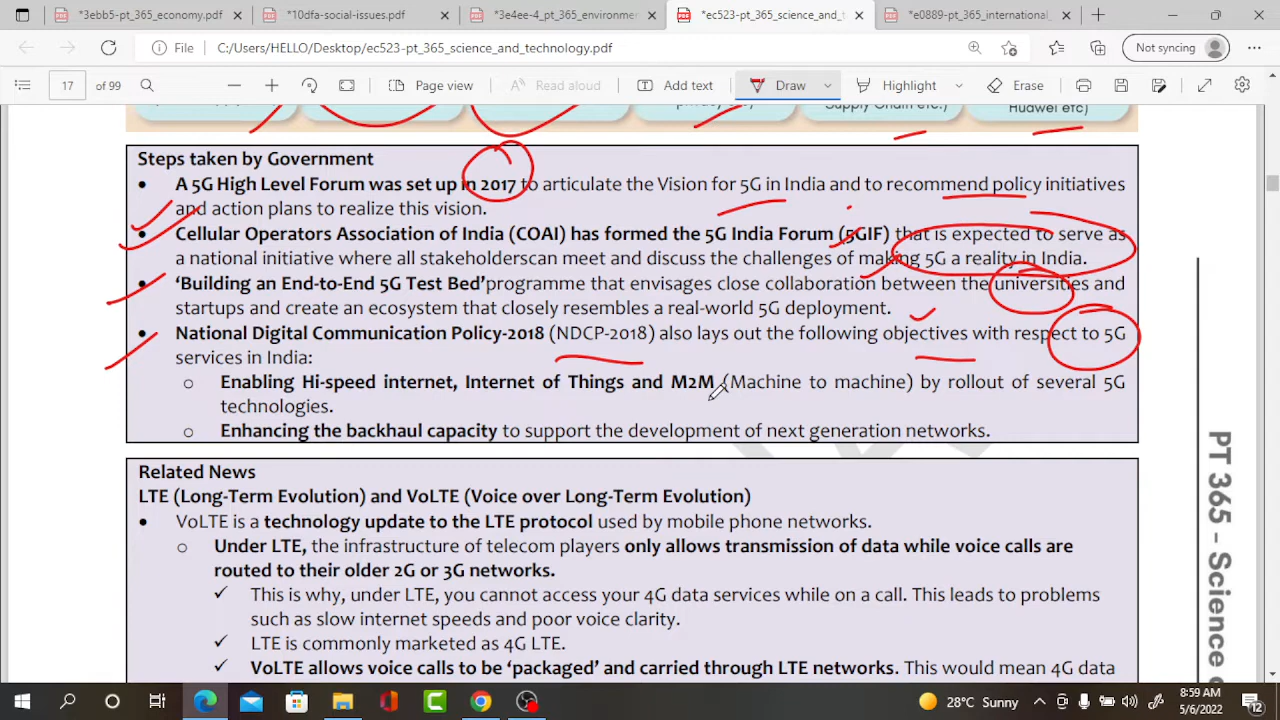 *3ebb5-pt_365_economy.pdf
*10dfa-social-issues.pdf
*3e4ee-4_pt_365_environme
*ec523-pt_365_science_and_t
*e0889-pt_365_international_
File
C:/Users/HELLO/Desktop/ec523-pt_365_science_and_technology.pdf
Not syncing
17 of 99
Page view
Read aloud
Add text
Draw
Highlight
Erase
Supply Chain etc.)
Huawei etc)
Steps taken by Government
• A 5G High Level Forum was set up in 2017 to articulate the Vision for 5G in India and to recommend policy initiatives
and action plans to realize this vision.
• Cellular Operators Association of India (COAI) has formed the 5G India Forum (5GIF) that is expected to serve as
a national initiative where all stakeholderscan meet and discuss the challenges of making 5G a reality in India.
• 'Building an End-to-End 5G Test Bed'programme that envisages close collaboration between the universities and
startups and create an ecosystem that closely resembles a real-world 5G deployment.
• National Digital Communication Policy-2018 (NDCP-2018) also lays out the following objectives with respect to 5G
services in India:
o Enabling Hi-speed internet, Internet of Things and M2M (Machine to machine) by rollout of several 5G
technologies.
o Enhancing the backhaul capacity to support the development of next generation networks.
Related News
LTE (Long-Term Evolution) and VoLTE (Voice over Long-Term Evolution)
• VoLTE is a technology update to the LTE protocol used by mobile phone networks.
o Under LTE, the infrastructure of telecom players only allows transmission of data while voice calls are
routed to their older 2G or 3G networks.
✓ This is why, under LTE, you cannot access your 4G data services while on a call. This leads to problems
such as slow internet speeds and poor voice clarity.
✓ LTE is commonly marketed as 4G LTE.
✓ VoLTE allows voice calls to be 'packaged' and carried through LTE networks. This would mean 4G data
PT 365 - Science
28°C Sunny
8:59 AM
5/6/2022
12